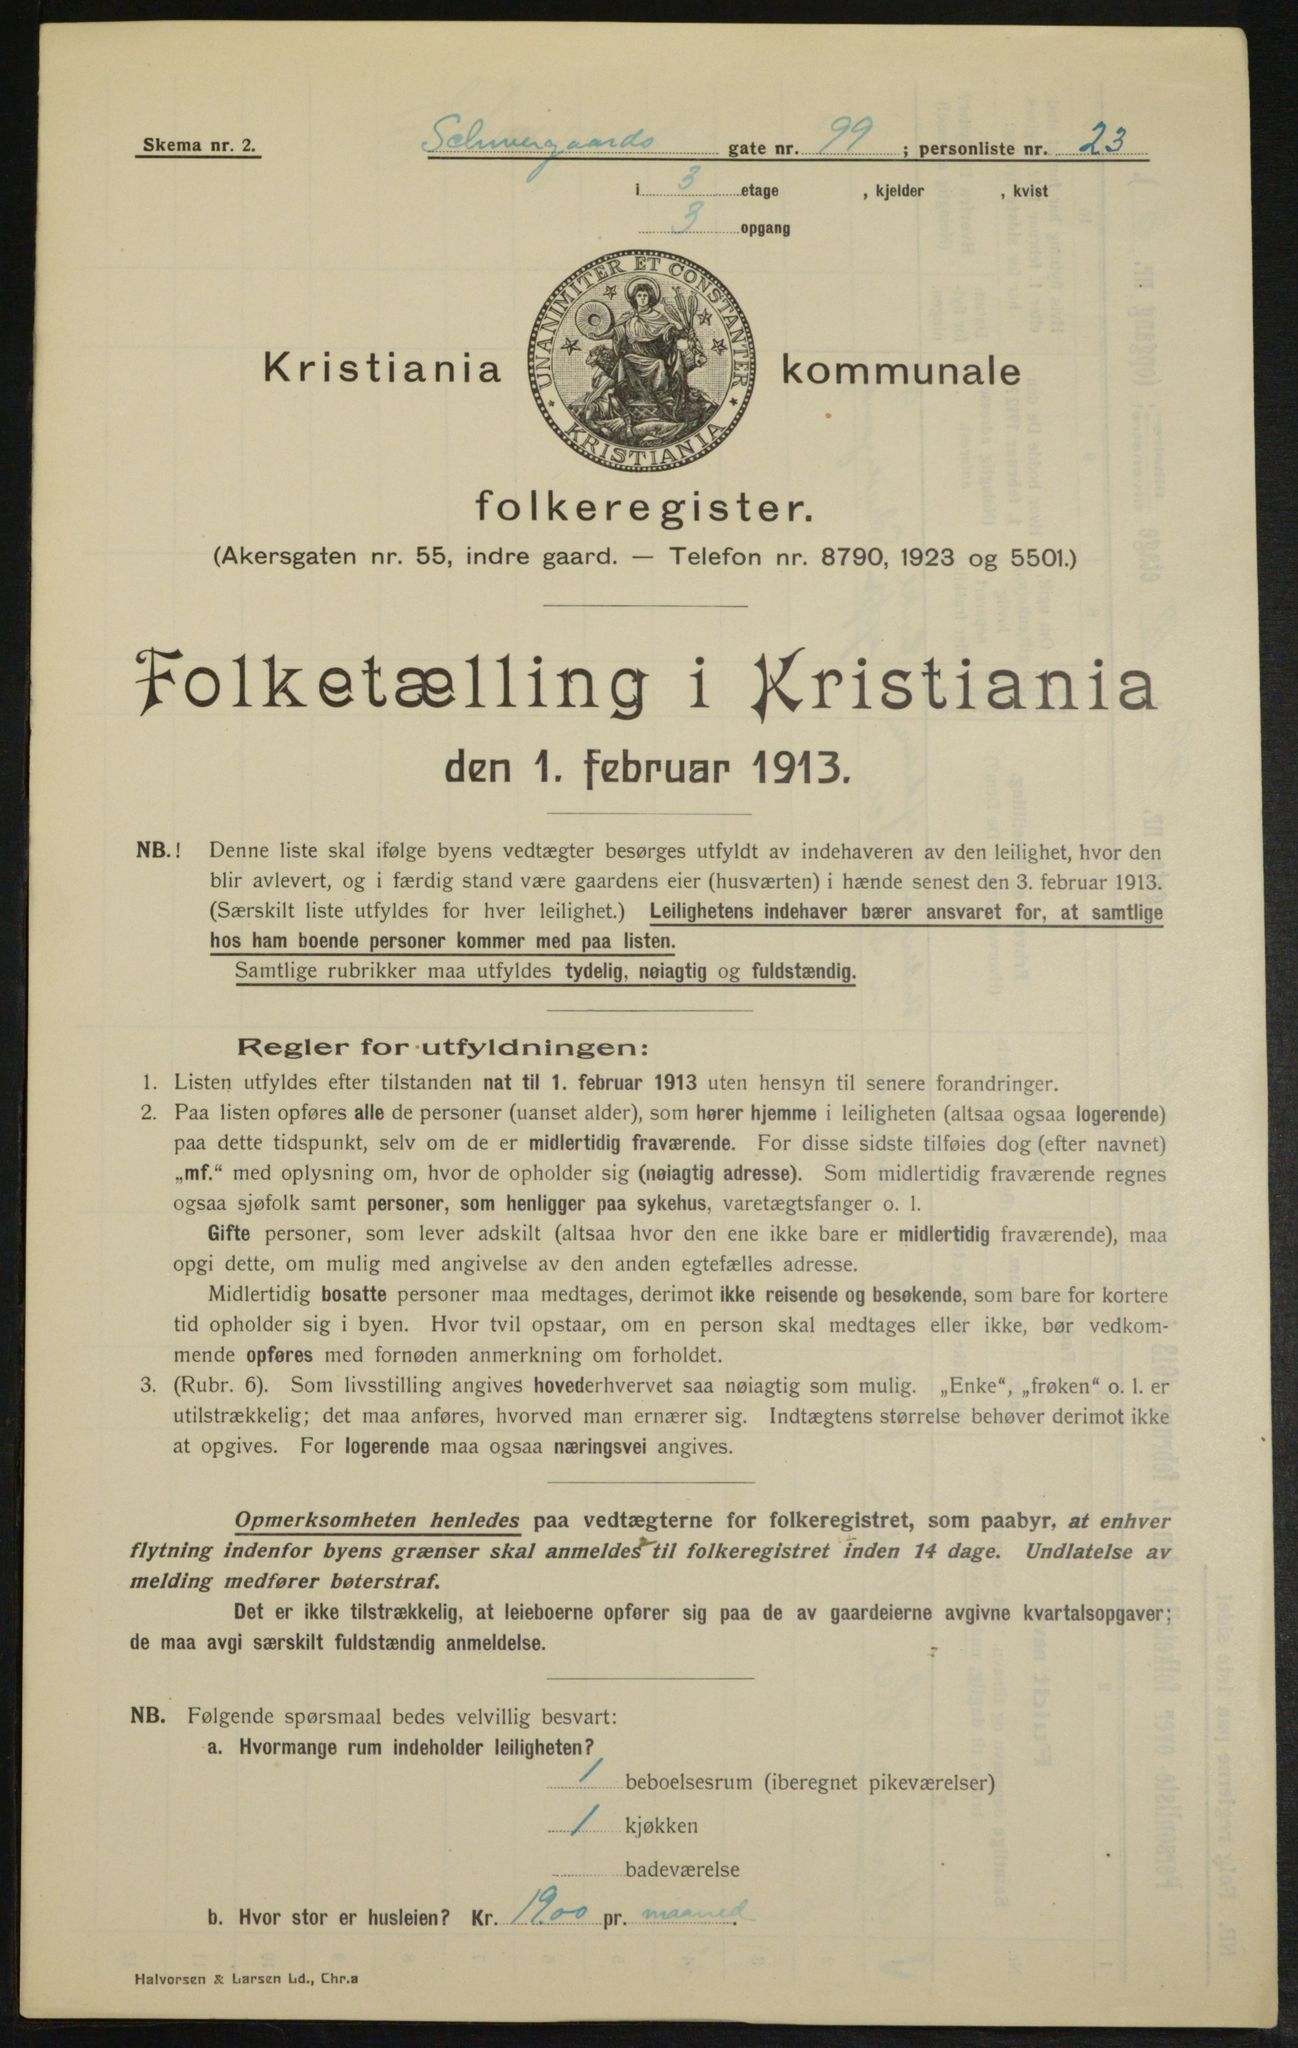 Skema nr. 2.
Schweigaards gate nr. 99 ; personliste nr. 23
i 3 etage , kjelder , kvist
3 opgang
UNANIMITER ET CONSTANTER
KRISTIANIA
Kristiania kommunale
folkeregister.
(Akersgaten nr. 55, indre gaard. — Telefon nr. 8790, 1923 og 5501.)
Folketælling i Kristiania
den 1. februar 1913.
NB.! Denne liste skal ifølge byens vedtægter besørges utfyldt av indehaveren av den leilighet, hvor den
blir avlevert, og i færdig stand være gaardens eier (husværten) i hænde senest den 3. februar 1913.
(Særskilt liste utfyldes for hver leilighet.) Leilighetens indehaver bærer ansvaret for, at samtlige
hos ham boende personer kommer med paa listen.
Samtlige rubrikker maa utfyldes tydelig, nøiagtig og fuldstændig.
Regler for utfyldningen:
1. Listen utfyldes efter tilstanden nat til 1. februar 1913 uten hensyn til senere forandringer.
2. Paa listen opføres alle de personer (uanset alder), som hører hjemme i leiligheten (altsaa ogsaa logerende)
paa dette tidspunkt, selv om de er midlertidig fraværende. For disse sidste tilføies dog (efter navnet)
„mf.“ med oplysning om, hvor de opholder sig (nøiagtig adresse). Som midlertidig fraværende regnes
ogsaa sjøfolk samt personer, som henligger paa sykehus, varetægtsfanger o. l.
Gifte personer, som lever adskilt (altsaa hvor den ene ikke bare er midlertidig fraværende), maa
opgi dette, om mulig med angivelse av den anden egtefælles adresse.
Midlertidig bosatte personer maa medtages, derimot ikke reisende og besøkende, som bare for kortere
tid opholder sig i byen. Hvor tvil opstaar, om en person skal medtages eller ikke, bør vedkom-
mende opføres med fornøden anmerkning om forholdet.
3. (Rubr. 6). Som livsstilling angives hovederhvervet saa nøiagtig som mulig. „Enke“, „frøken“ o. l. er
utilstrækkelig; det maa anføres, hvorved man ernærer sig. Indtægtens størrelse behøver derimot ikke
at opgives. For logerende maa ogsaa næringsvei angives.
Opmerksomheten henledes paa vedtægterne for folkeregistret, som paabyr, at enhver
flytning indenfor byens grænser skal anmeldes til folkeregistret inden 14 dage. Undlatelse av
melding medfører bøterstraf.
Det er ikke tilstrækkelig, at leieboerne opfører sig paa de av gaardeierne avgivne kvartalsopgaver;
de maa avgi særskilt fuldstændig anmeldelse.
NB. Følgende spørsmaal bedes velvillig besvart:
a. Hvormange rum indeholder leiligheten?
1 beboelsesrum (iberegnet pikeværelser)
1 kjøkken
badeværelse
b. Hvor stor er husleien? Kr. 19.00 pr. maaned.
Halvorsen & Larsen Ld., Chr.a